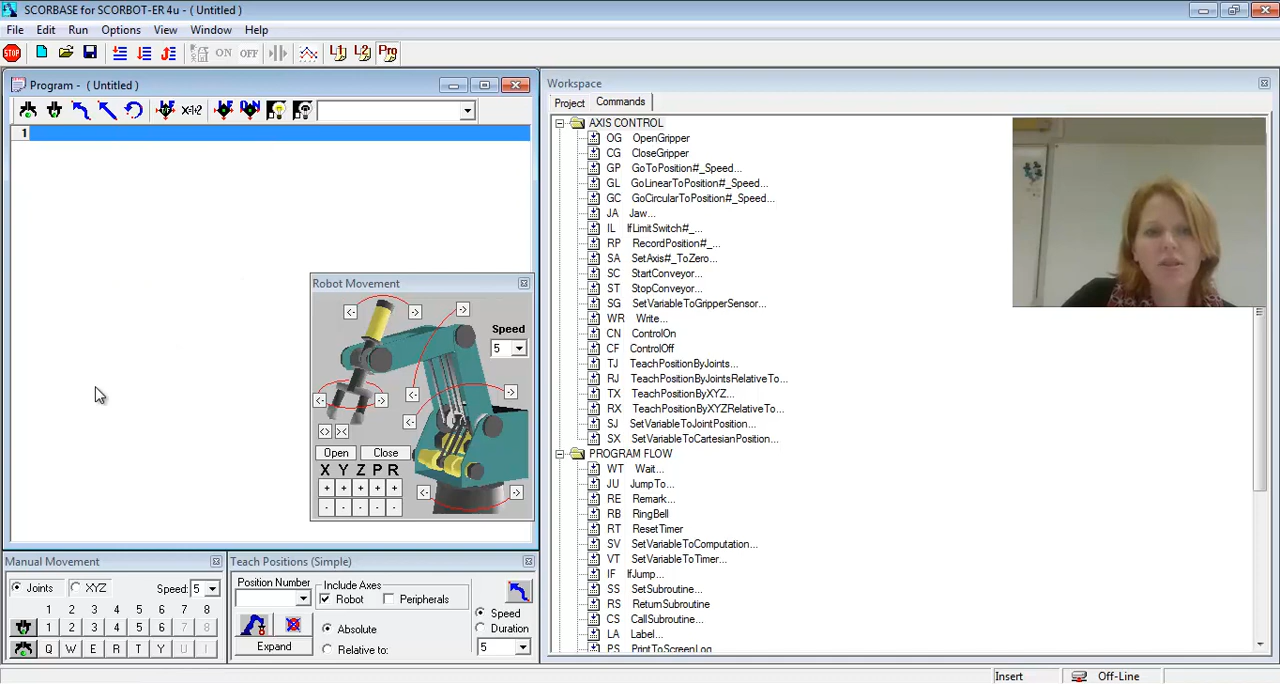 SCORBASE for SCORBOT-ER 4u - ( Untitled )
File Edit Run Options View Window Help
STOP ON OFF L1 L2 Prg
Program - ( Untitled )
1
Robot Movement
Speed
5
Open Close
X Y Z P R
+ + + + +
- - - - -
Manual Movement
Joints XYZ Speed: 5
1 2 3 4 5 6 7 8
1 2 3 4 5 6 7 8
Q W E R T Y U I
Teach Positions (Simple)
Position Number Include Axes
Robot Peripherals
Absolute
Expand Relative to:
Speed
Duration
5
Workspace
Project Commands
AXIS CONTROL
OG OpenGripper
CG CloseGripper
GP GoToPosition#_Speed...
GL GoLinearToPosition#_Speed...
GC GoCircularToPosition#_Speed...
JA Jaw...
IL IfLimitSwitch#_...
RP RecordPosition#_...
SA SetAxis#_ToZero...
SC StartConveyor...
ST StopConveyor...
SG SetVariableToGripperSensor...
WR Write...
CN ControlOn
CF ControlOff
TJ TeachPositionByJoints...
RJ TeachPositionByJointsRelativeTo...
TX TeachPositionByXYZ...
RX TeachPositionByXYZRelativeTo...
SJ SetVariableToJointPosition...
SX SetVariableToCartesianPosition...
PROGRAM FLOW
WT Wait...
JU JumpTo...
RE Remark...
RB RingBell
RT ResetTimer
SV SetVariableToComputation...
VT SetVariableToTimer...
IF IfJump...
SS SetSubroutine...
RS ReturnSubroutine
CS CallSubroutine...
LA Label...
PS PrintToScreenLog
Insert Off-Line